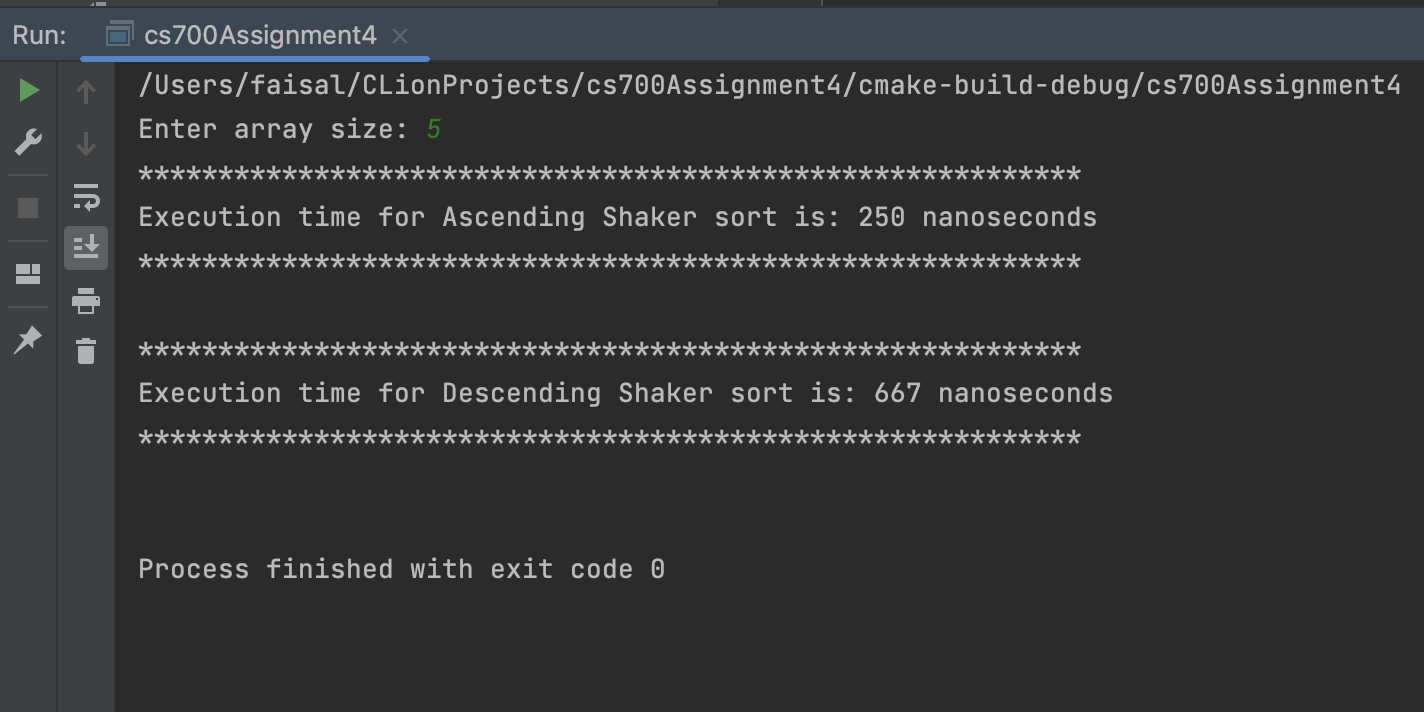 Run: cs700Assignment4
/Users/faisal/CLionProjects/cs700Assignment4/cmake-build-debug/cs700Assignment4
Enter array size: 5
***********************************************************
Execution time for Ascending Shaker sort is: 250 nanoseconds
***********************************************************
***********************************************************
Execution time for Descending Shaker sort is: 667 nanoseconds
***********************************************************
Process finished with exit code 0